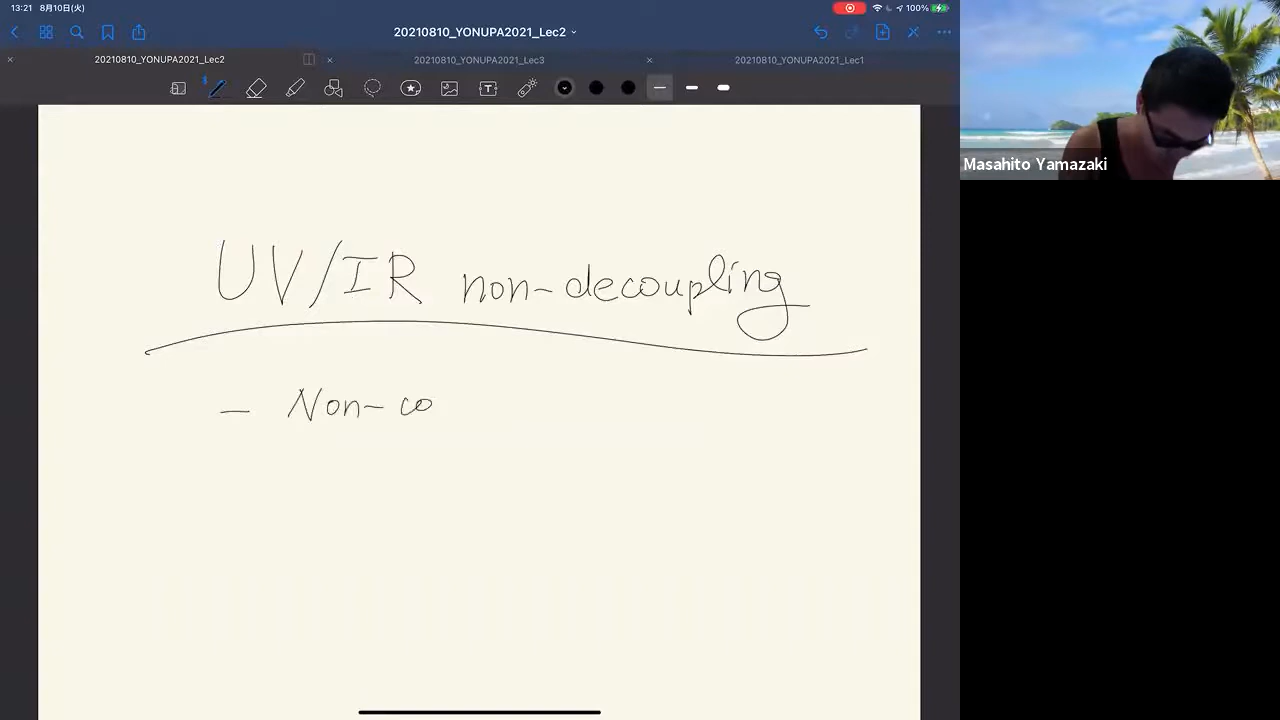 13:21 8月10日(火)
100%
20210810_YONUPA2021_Lec2
20210810_YONUPA2021_Lec2
20210810_YONUPA2021_Lec3
20210810_YONUPA2021_Lec1
Masahito Yamazaki
UV/IR non-decoupling
- Non-co